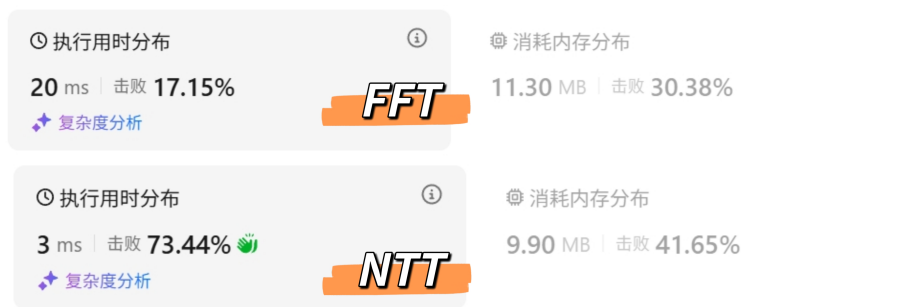 执行用时分布
消耗内存分布
20 ms 击败 17.15%
11.30 MB 击败 30.38%
复杂度分析
FFT
执行用时分布
消耗内存分布
3 ms 击败 73.44%
9.90 MB 击败 41.65%
复杂度分析
NTT